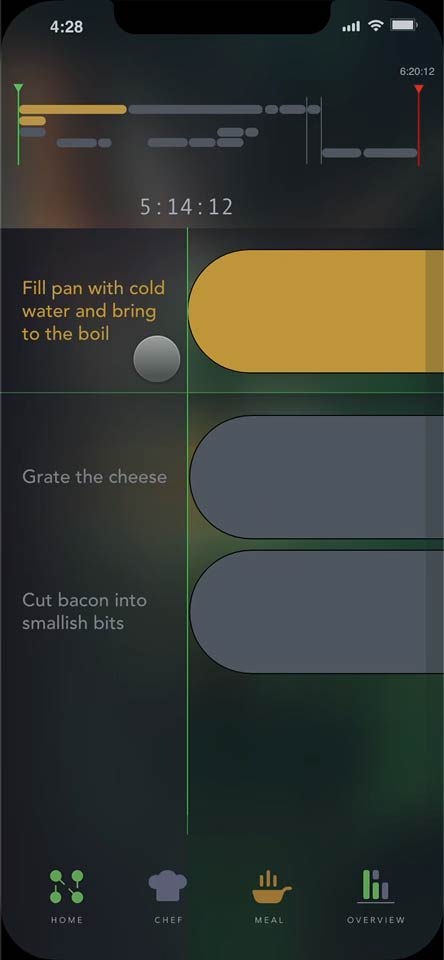 4:28
6:20:12
5:14:12
Fill pan with cold
water and bring
to the boil
Grate the cheese
Cut bacon into
smallish bits
HOME
CHEF
MEAL
OVERVIEW